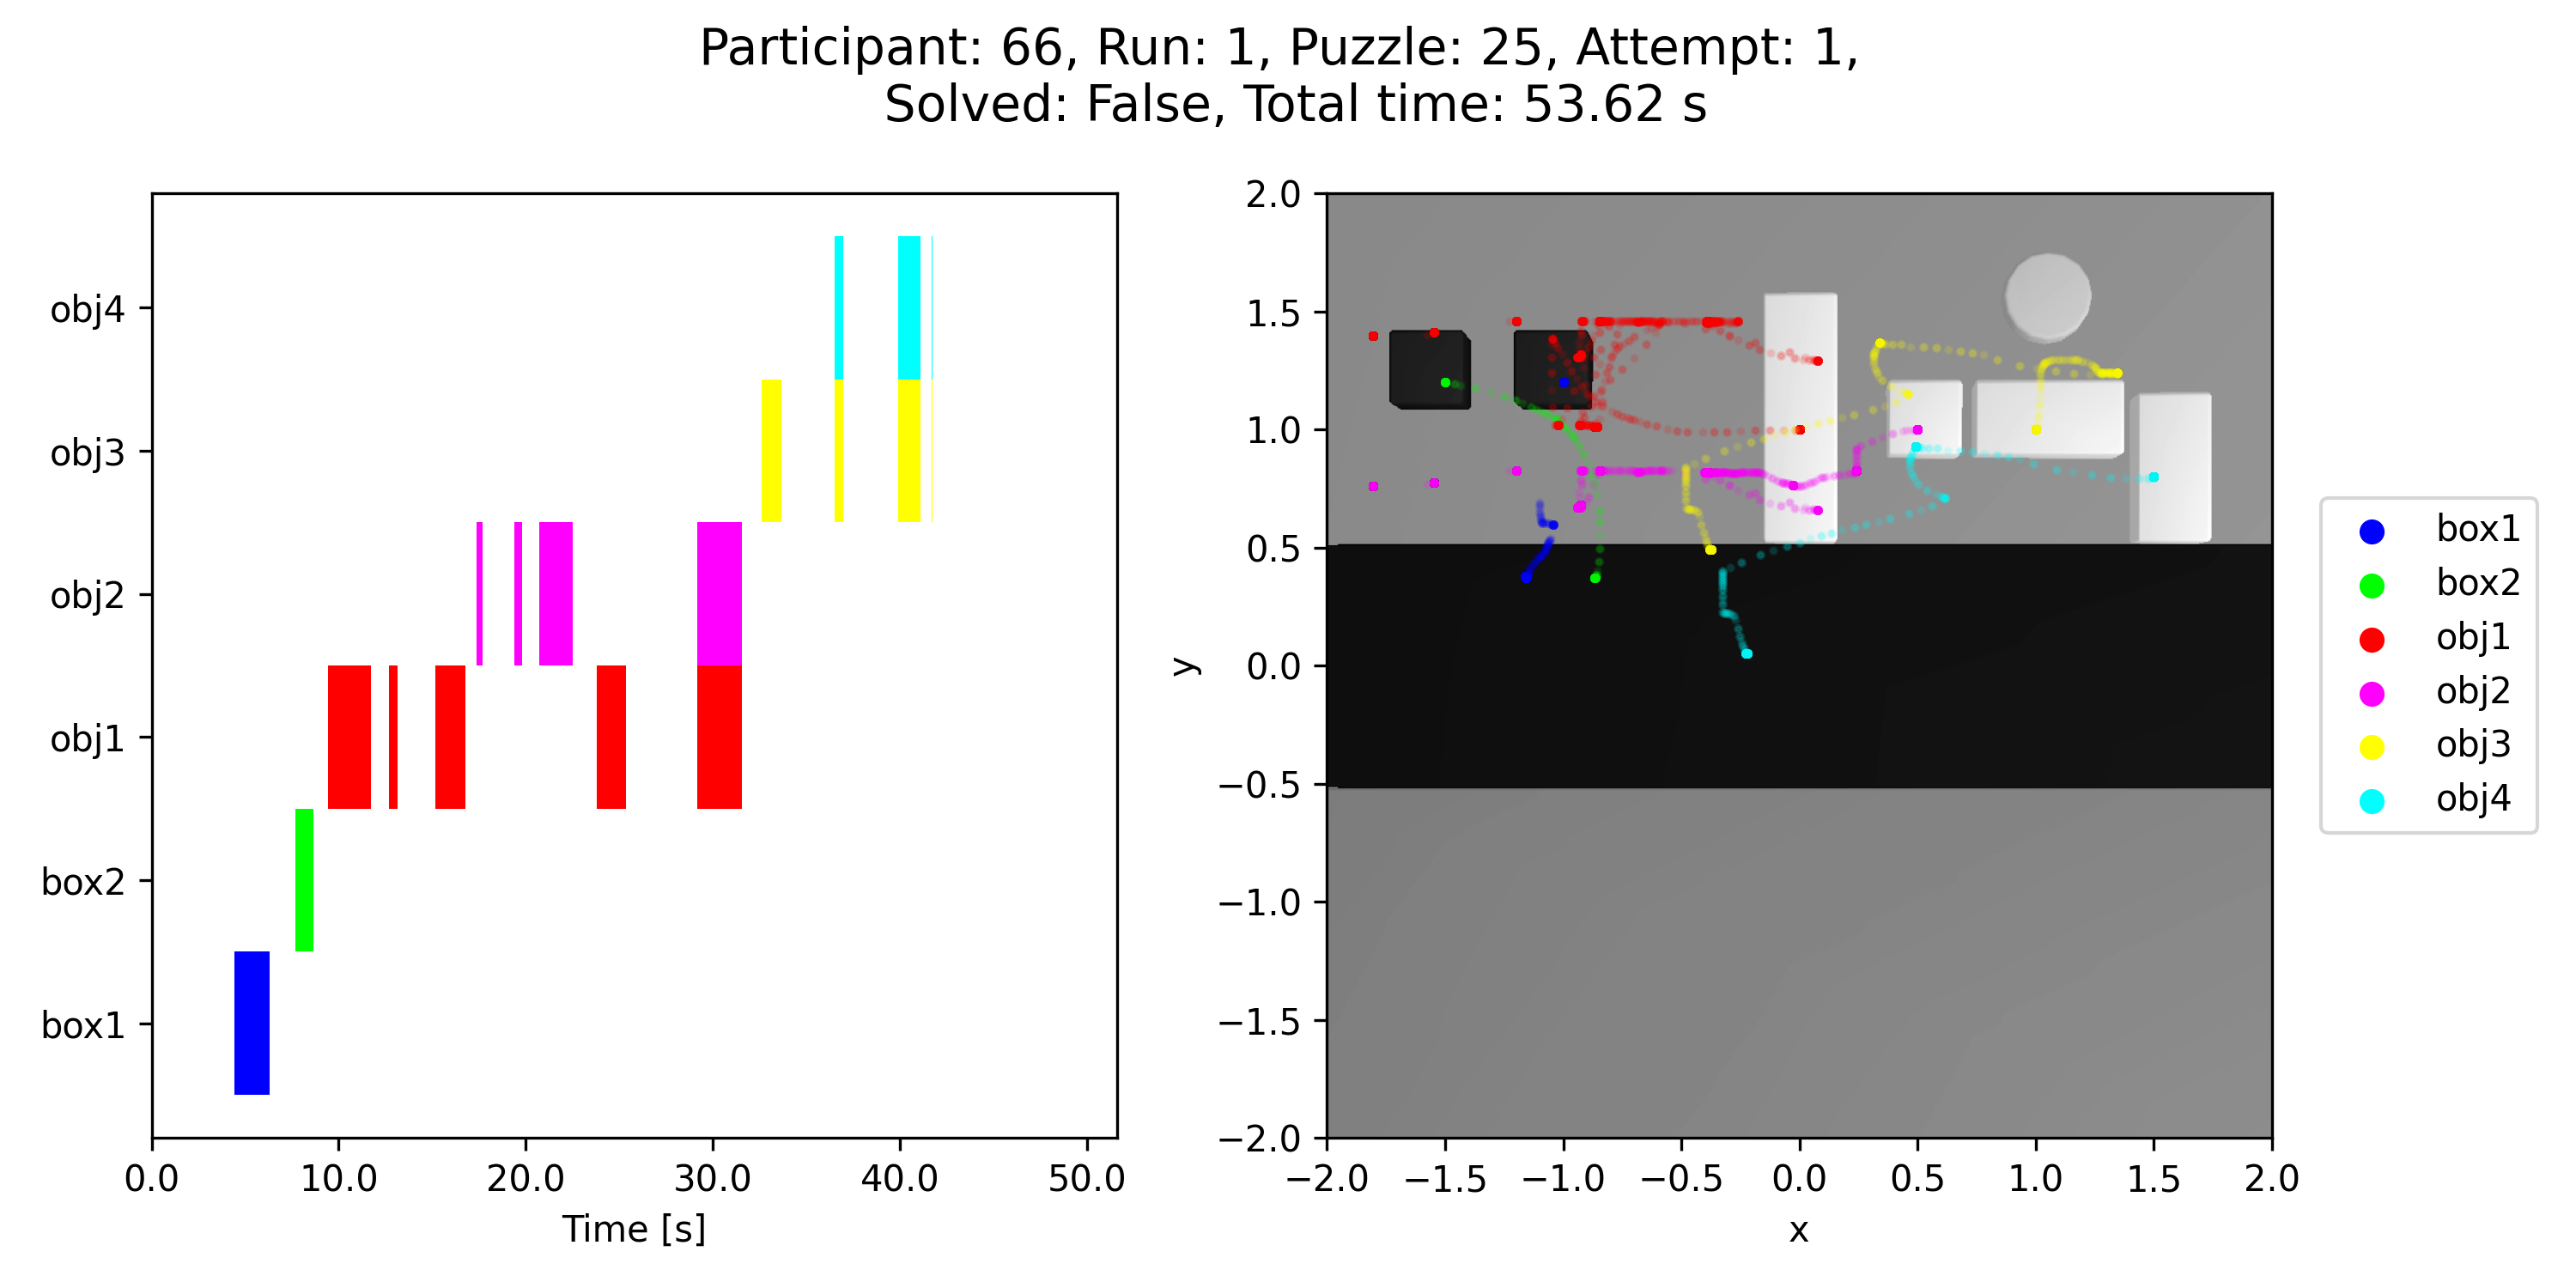 Participant: 66, Run: 1, Puzzle: 25, Attempt: 1,
Solved: False, Total time: 53.62 s
obj4
obj3
obj2
obj1
box2
box1
0.0 10.0 20.0 30.0 40.0 50.0
Time [s]
2.0
1.5
1.0
0.5
0.0
−0.5
−1.0
−1.5
−2.0
y
−2.0 −1.5 −1.0 −0.5 0.0 0.5 1.0 1.5 2.0
x
box1
box2
obj1
obj2
obj3
obj4